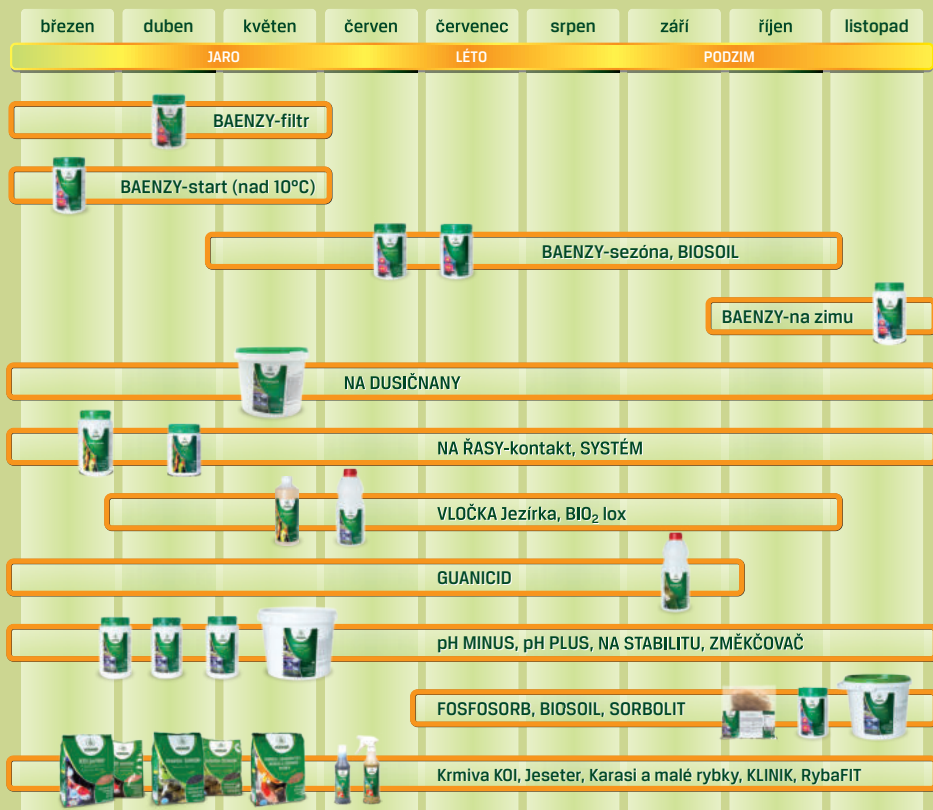 březen duben květen červen červenec srpen září říjen listopad
JARO LÉTO PODZIM
BAENZY-filtr
BAENZY-start (nad 10°C)
BAENZY-sezóna, BIOSOIL
BAENZY-na zimu
NA DUSIČNANY
NA ŘASY-kontakt, SYSTÉM
VLOČKA Jezírka, BIO₂ lox
GUANICID
pH MINUS, pH PLUS, NA STABILITU, ZMĚKČOVAČ
FOSFOSORB, BIOSOIL, SORBOLIT
Krmiva KOI, Jeseter, Karasi a malé rybky, KLINIK, RybaFIT